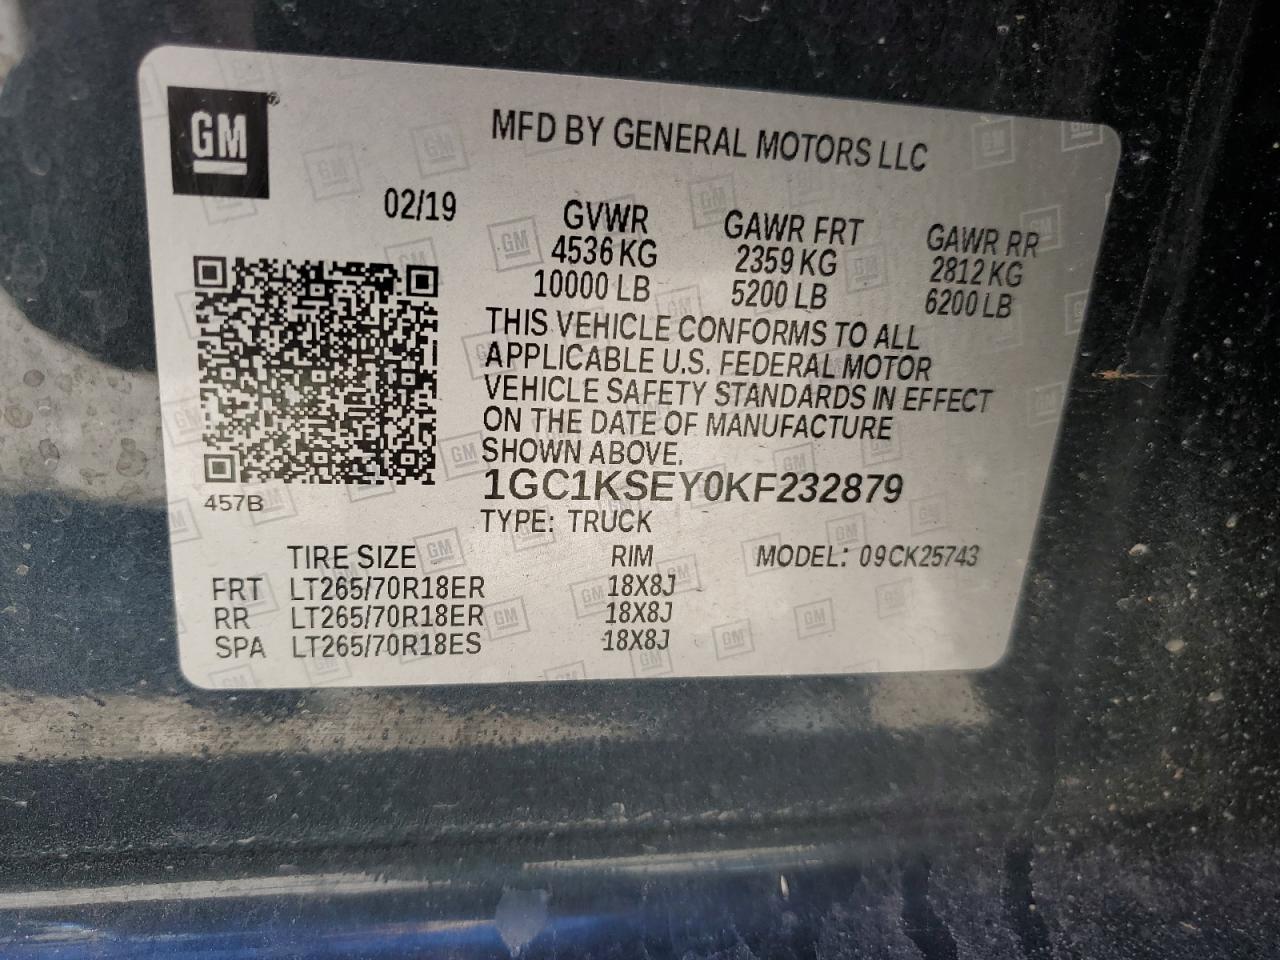 GM
MFD BY GENERAL MOTORS LLC
02/19
GVWR GAWR FRT GAWR RR
4536 KG 2359 KG 2812 KG
10000 LB 5200 LB 6200 LB
THIS VEHICLE CONFORMS TO ALL
APPLICABLE U.S. FEDERAL MOTOR
VEHICLE SAFETY STANDARDS IN EFFECT
ON THE DATE OF MANUFACTURE
SHOWN ABOVE.
457B
1GC1KSEY0KF232879
TYPE: TRUCK
TIRE SIZE RIM MODEL: 09CK25743
FRT LT265/70R18ER 18X8J
RR LT265/70R18ER 18X8J
SPA LT265/70R18ES 18X8J